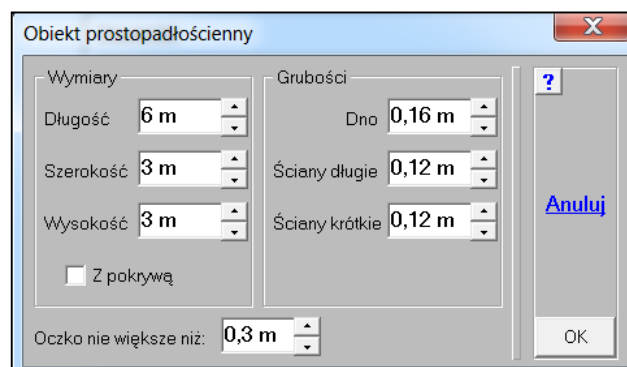 Obiekt prostopadłościenny
Wymiary
Długość 6 m
Szerokość 3 m
Wysokość 3 m
Z pokrywą
Grubości
Dno 0,16 m
Ściany długie 0,12 m
Ściany krótkie 0,12 m
Oczko nie większe niż: 0,3 m
?
Anuluj
OK